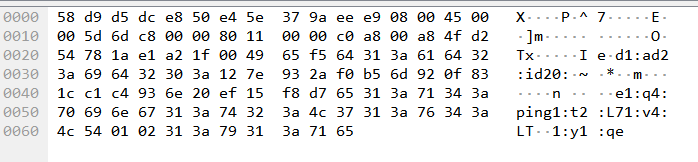 0000 58 d9 d5 dc e8 50 e4 5e 37 9a ee e9 08 00 45 00 X····P·^ 7·····E·
0010 00 5d 6d c8 00 00 80 11 00 00 c0 a8 00 a8 4f d2 ·]m····· ······O·
0020 54 78 1a e1 a2 1f 00 49 65 f5 64 31 3a 61 64 32 Tx·····I e·d1:ad2
0030 3a 69 64 32 30 3a 12 7e 93 2a f0 b5 6d 92 0f 83 :id20:·~ ·*··m···
0040 1c c1 c4 93 6e 20 ef 15 f8 d7 65 31 3a 71 34 3a ····n ·· ··e1:q4:
0050 70 69 6e 67 31 3a 74 32 3a 4c 37 31 3a 76 34 3a ping1:t2 :L71:v4:
0060 4c 54 01 02 31 3a 79 31 3a 71 65 LT··1:y1 :qe